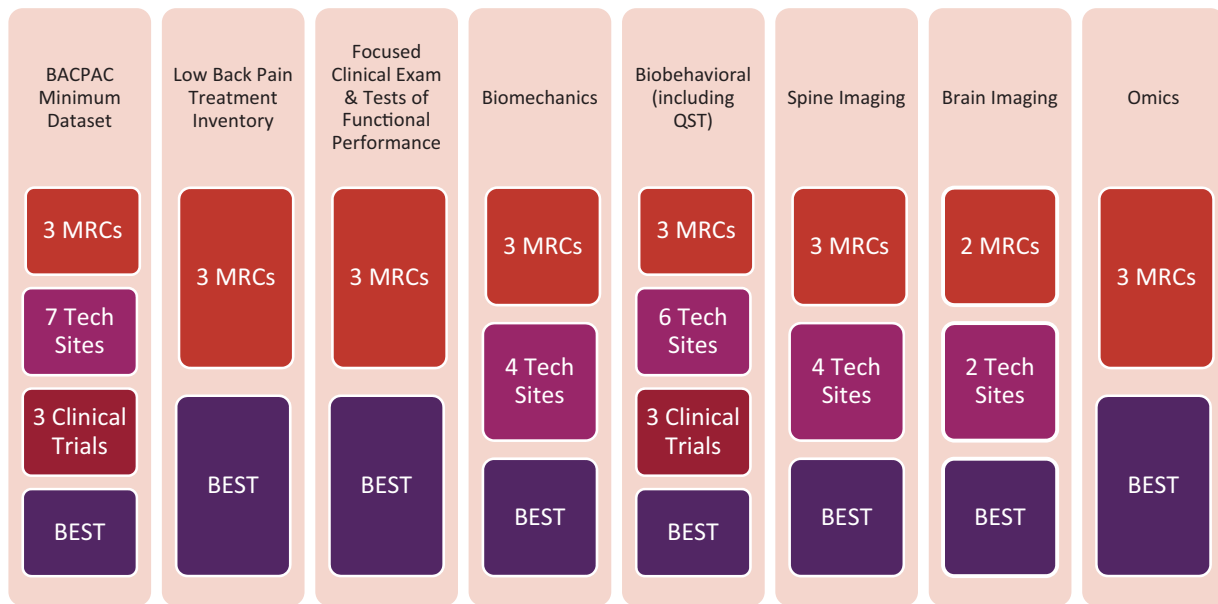 BACPAC
Minimum
Dataset
3 MRCs
7 Tech
Sites
3 Clinical
Trials
BEST
Low Back Pain
Treatment
Inventory
3 MRCs
BEST
Focused
Clinical Exam
& Tests of
Functional
Performance
3 MRCs
BEST
Biomechanics
3 MRCs
4 Tech
Sites
BEST
Biobehavioral
(including
QST)
3 MRCs
6 Tech
Sites
3 Clinical
Trials
BEST
Spine Imaging
3 MRCs
4 Tech
Sites
BEST
Brain Imaging
2 MRCs
2 Tech
Sites
BEST
Omics
3 MRCs
BEST